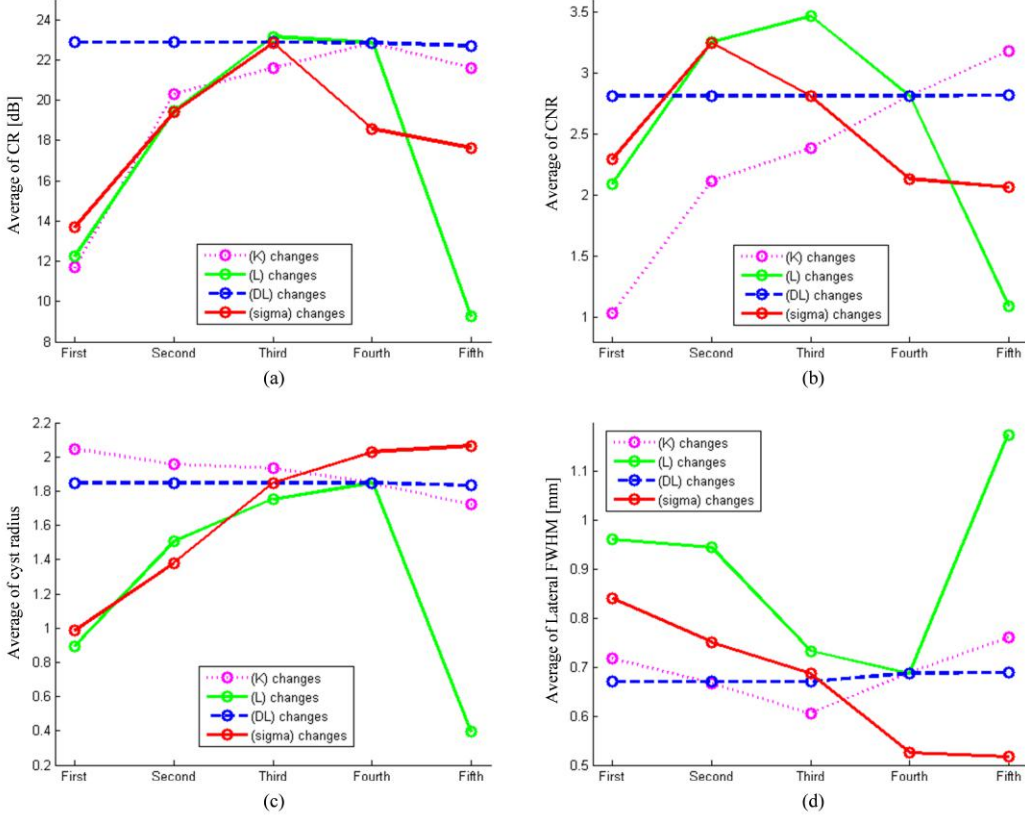 24
22
20
18
16
14
12
10
8
Average of CR [dB]
(K) changes
(L) changes
(DL) changes
(sigma) changes
First Second Third Fourth Fifth
(a)
3.5
3
2.5
2
1.5
1
Average of CNR
(K) changes
(L) changes
(DL) changes
(sigma) changes
First Second Third Fourth Fifth
(b)
2.2
2
1.8
1.6
1.4
1.2
1
0.8
0.6
0.4
0.2
Average of cyst radius
(K) changes
(L) changes
(DL) changes
(sigma) changes
First Second Third Fourth Fifth
(c)
1.1
1
0.9
0.8
0.7
0.6
0.5
Average of Lateral FWHM [mm]
(K) changes
(L) changes
(DL) changes
(sigma) changes
First Second Third Fourth Fifth
(d)